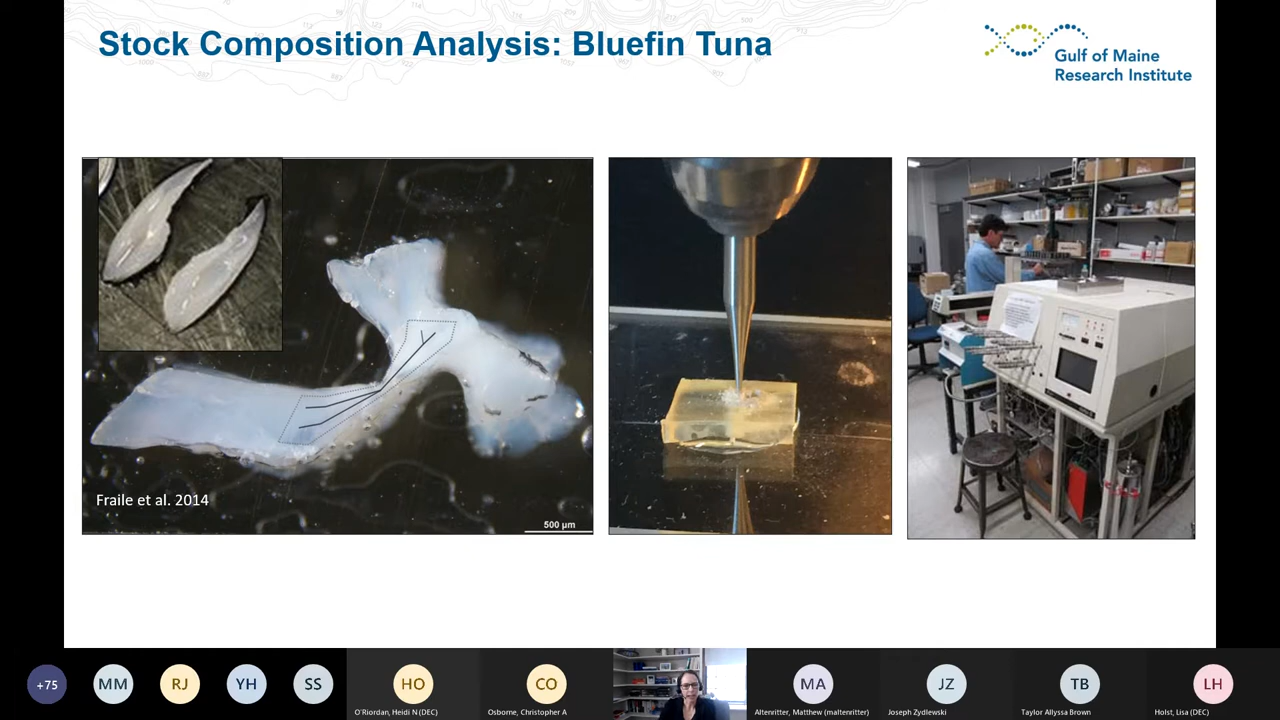 Stock Composition Analysis: Bluefin Tuna
Gulf of Maine
Research Institute
Fraile et al. 2014
500 µm
+75
MM
RJ
YH
SS
HO
O'Riordan, Heidi N (DEC)
CO
Osborne, Christopher A
MA
Altenritter, Matthew (maltenritter)
JZ
Joseph Zydlewski
TB
Taylor Allyssa Brown
LH
Holst, Lisa (DEC)